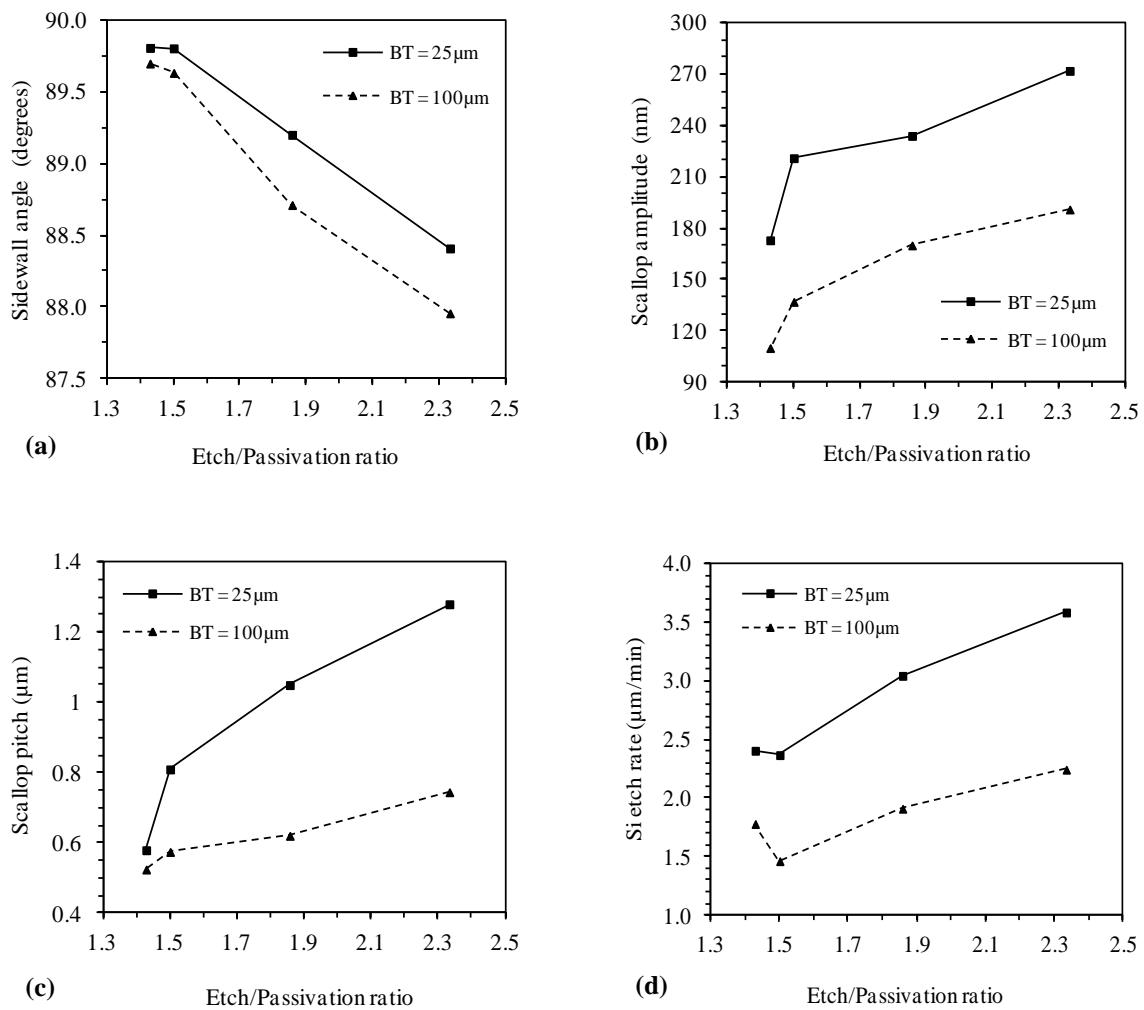 90.0
89.5
89.0
88.5
88.0
87.5
Sidewall angle (degrees)
BT = 25µm
BT = 100µm
1.3 1.5 1.7 1.9 2.1 2.3 2.5
(a)
Etch/Passivation ratio
300
270
240
210
180
150
120
90
Scallop amplitude (nm)
BT = 25µm
BT = 100µm
1.3 1.5 1.7 1.9 2.1 2.3 2.5
(b)
Etch/Passivation ratio
1.4
1.2
1
0.8
0.6
0.4
Scallop pitch (µm)
BT = 25µm
BT = 100µm
1.3 1.5 1.7 1.9 2.1 2.3 2.5
(c)
Etch/Passivation ratio
4.0
3.5
3.0
2.5
2.0
1.5
1.0
Si etch rate (µm/min)
BT = 25µm
BT = 100µm
1.3 1.5 1.7 1.9 2.1 2.3 2.5
(d)
Etch/Passivation ratio